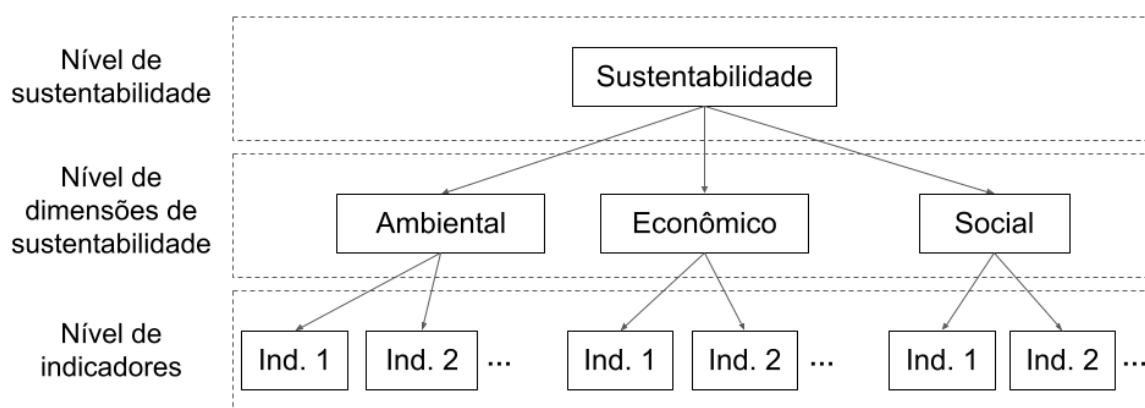 Nível de
sustentabilidade
Sustentabilidade
Nível de
dimensões de
sustentabilidade
Ambiental
Econômico
Social
Nível de
indicadores
Ind. 1
Ind. 2
...
Ind. 1
Ind. 2
...
Ind. 1
Ind. 2
...